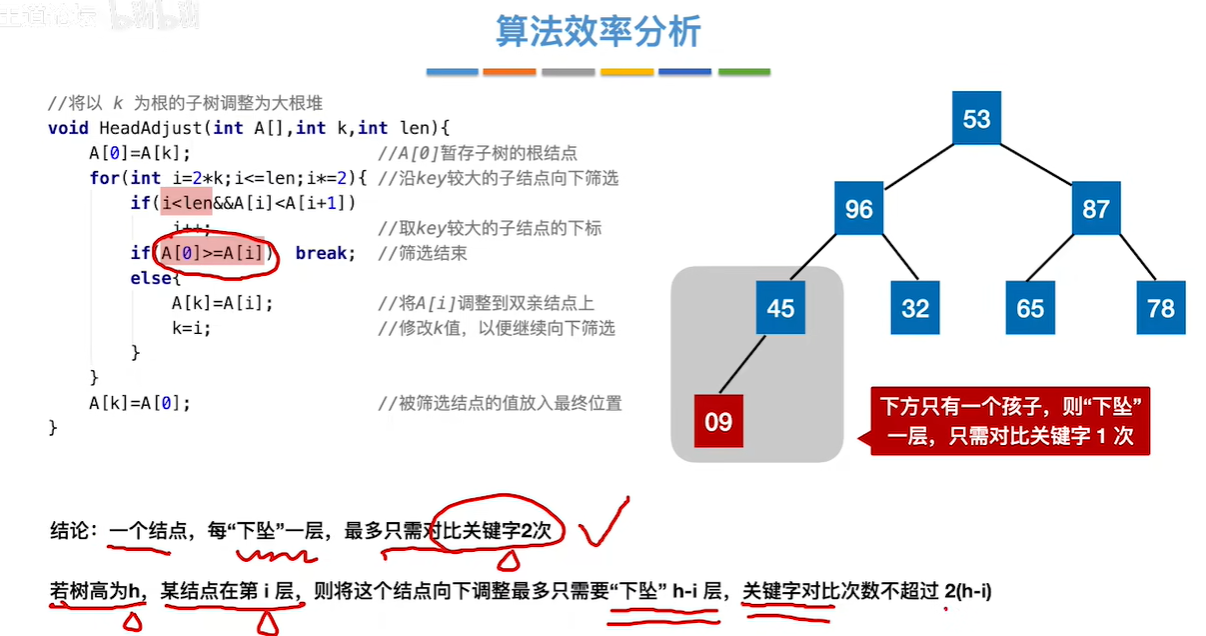 算法效率分析
//将以 k 为根的子树调整为大根堆
void HeadAdjust(int A[],int k,int len){
A[0]=A[k]; //A[0]暂存子树的根结点
for(int i=2*k;i<=len;i*=2){ //沿key较大的子结点向下筛选
if(i<len&&A[i]<A[i+1])
i++; //取key较大的子结点的下标
if(A[0]>=A[i]) break; //筛选结束
else{
A[k]=A[i]; //将A[i]调整到双亲结点上
k=i; //修改k值，以便继续向下筛选
}
}
A[k]=A[0]; //被筛选结点的值放入最终位置
}
53
96 87
45 32 65 78
09
下方只有一个孩子，则“下坠”
一层，只需对比关键字 1 次
结论：一个结点，每“下坠”一层，最多只需对比关键字2次
若树高为h，某结点在第 i 层，则将这个结点向下调整最多只需要“下坠” h-i 层，关键字对比次数不超过 2(h-i)